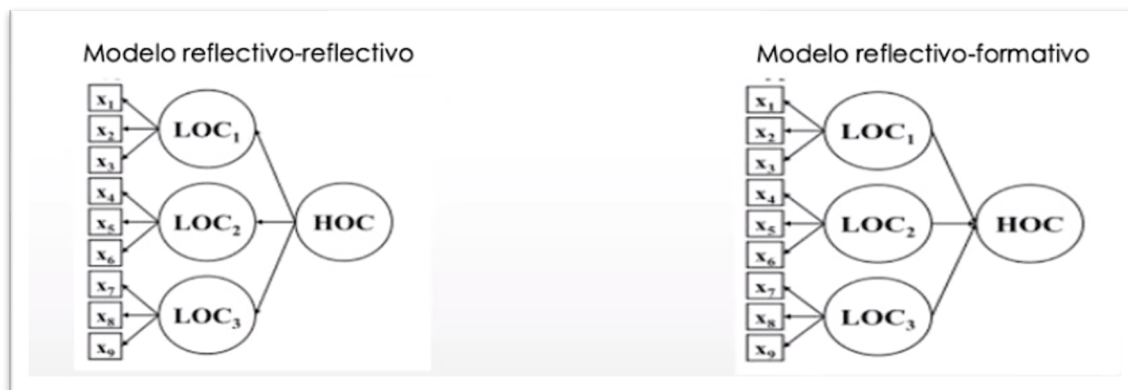 Modelo reflectivo-reflectivo
x₁
x₂
x₃
x₄
x₅
x₆
x₇
x₈
x₉
LOC₁
LOC₂
LOC₃
HOC
Modelo reflectivo-formativo
x₁
x₂
x₃
x₄
x₅
x₆
x₇
x₈
x₉
LOC₁
LOC₂
LOC₃
HOC